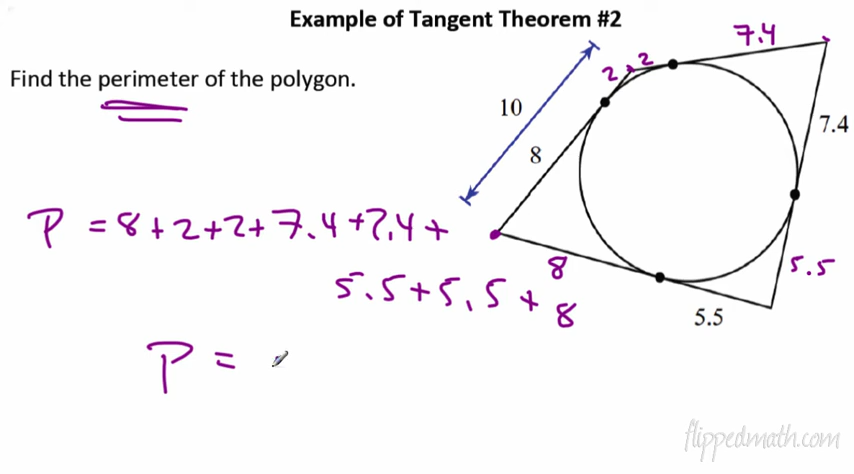 Example of Tangent Theorem #2
7.4
Find the perimeter of the polygon.
2 2
10
7.4
8
P = 8+2+2+7.4+7.4+
8
5.5
5.5+5.5+8
5.5
P =
flippedmath.com